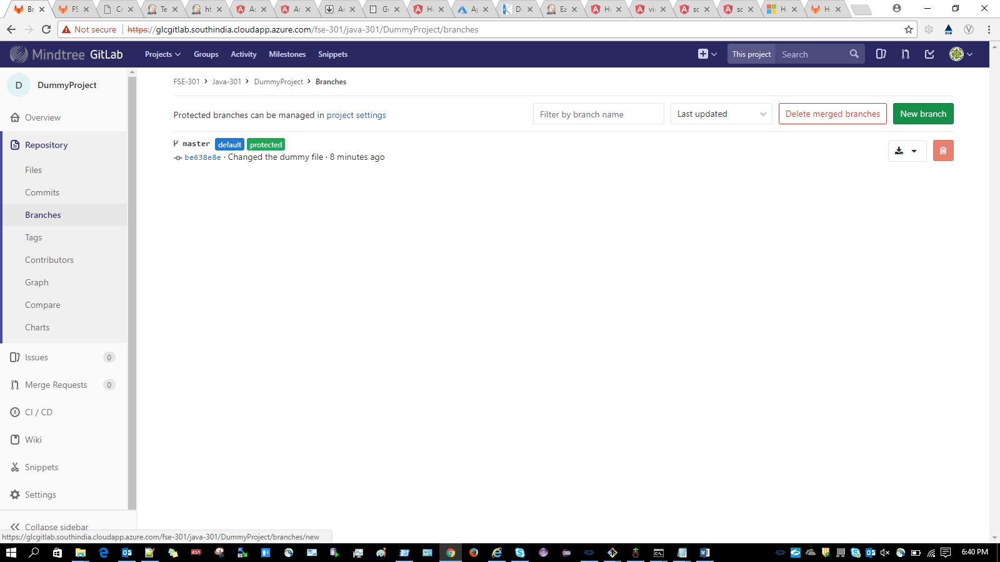 Br
FS
Cr
Te
ht
Ar
Ar
Ar
Ge
He
Ap
Di
Ea
He
vie
sc
sc
H
H
Not secure https://glcgitlab.southindia.cloudapp.azure.com/fse-301/java-301/DummyProject/branches
Mindtree GitLab Projects Groups Activity Milestones Snippets This project Search
D DummyProject
FSE-301 > Java-301 > DummyProject > Branches
Protected branches can be managed in project settings
Filter by branch name
Last updated
Delete merged branches
New branch
master default protected
be638e8e · Changed the dummy file · 8 minutes ago
Overview
Repository
Files
Commits
Branches
Tags
Contributors
Graph
Compare
Charts
Issues 0
Merge Requests 0
CI / CD
Wiki
Snippets
Settings
Collapse sidebar
https://glcgitlab.southindia.cloudapp.azure.com/fse-301/java-301/DummyProject/branches/new
6:40 PM